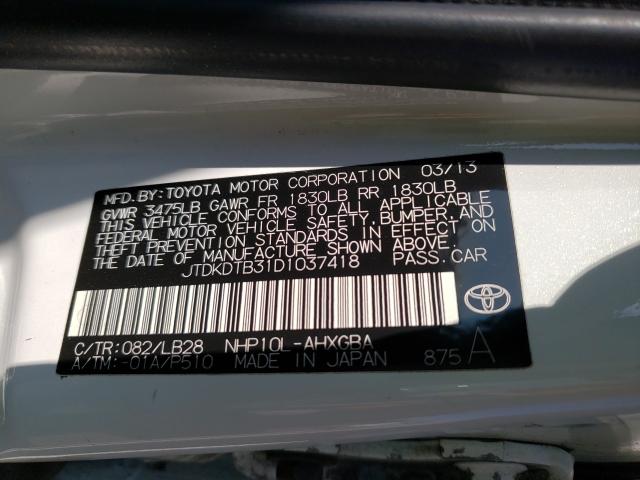 MFD.BY:TOYOTA MOTOR CORPORATION 03/13
GVWR 3475LB GAWR FR 1830LB RR 1830LB
THIS VEHICLE CONFORMS TO ALL APPLICABLE
FEDERAL MOTOR VEHICLE SAFETY,BUMPER,AND
THEFT PREVENTION STANDARDS IN EFFECT ON
THE DATE OF MANUFACTURE SHOWN ABOVE.
JTDKDTB31D1037418 PASS.CAR
C/TR:082/LB28 NHP10L-AHXGBA
A/TM:-01A/P510 MADE IN JAPAN 875 A